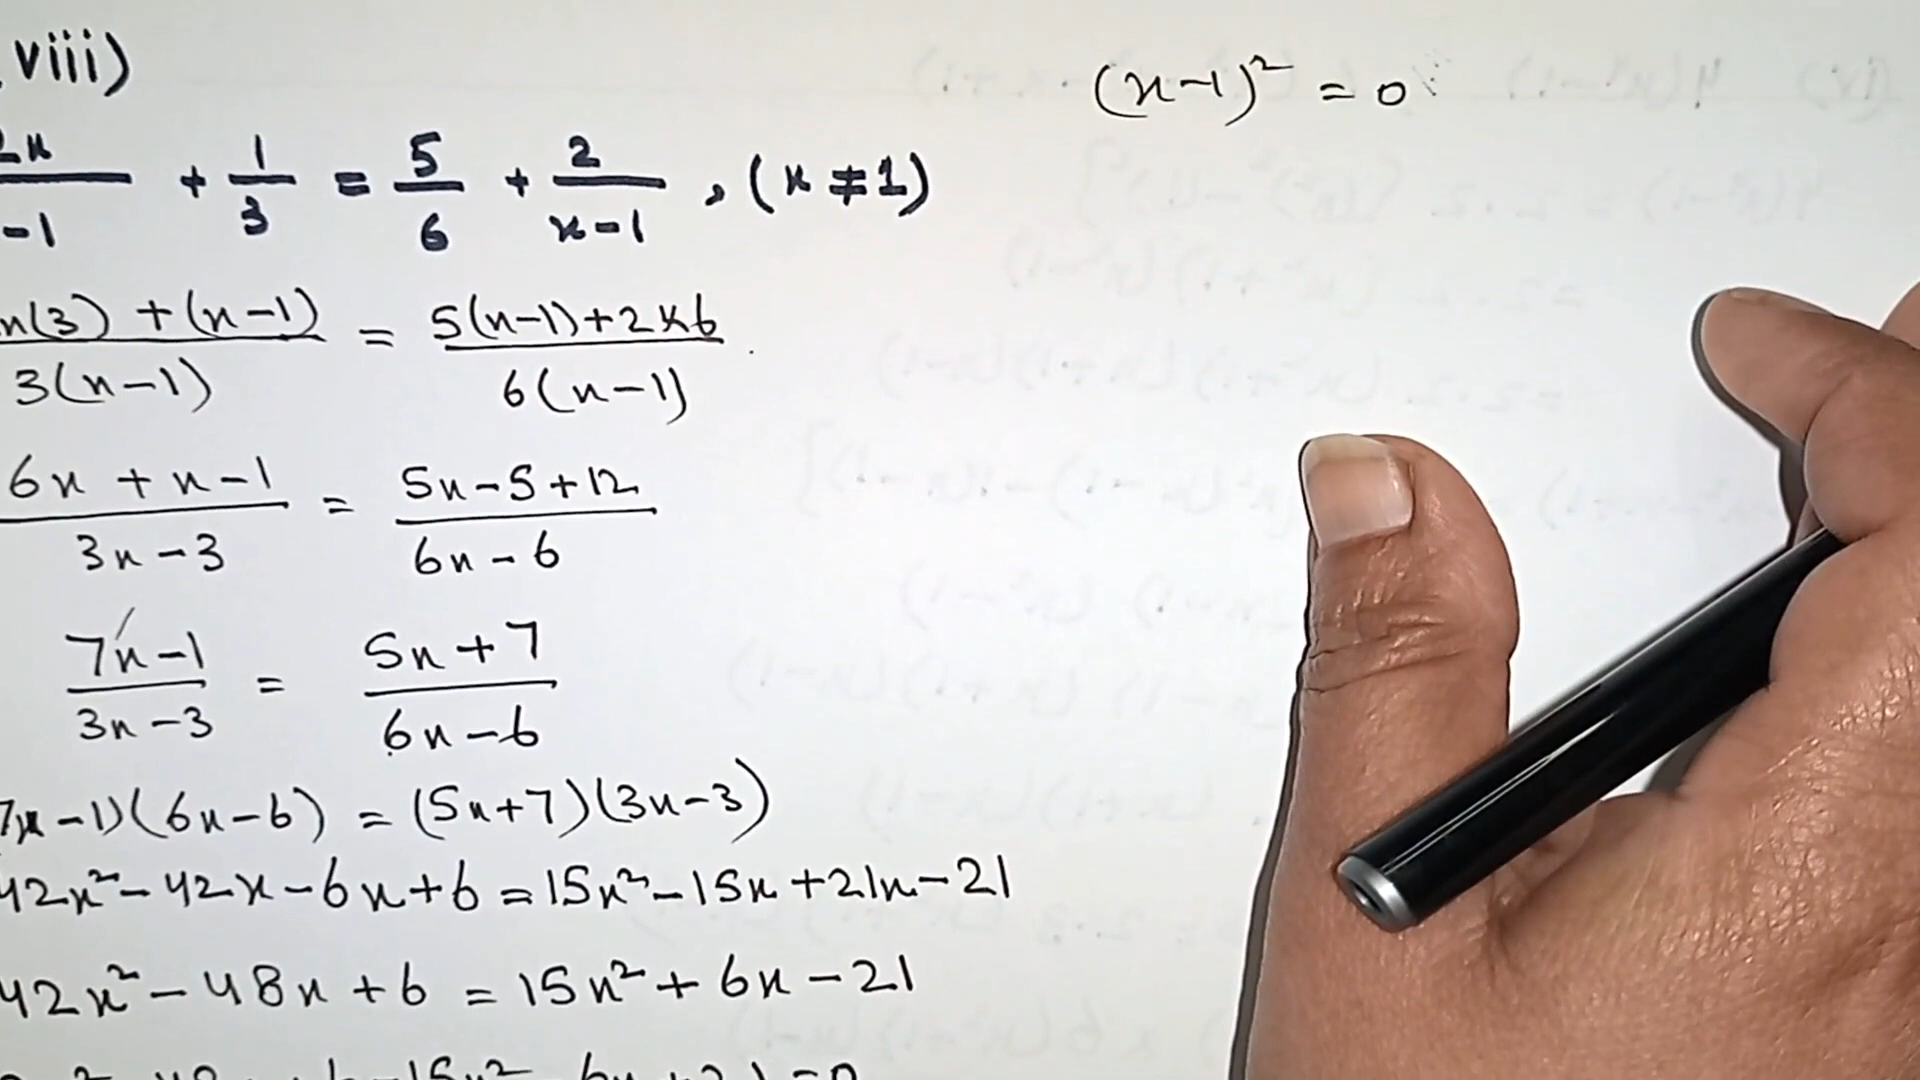 viii)
2x/-1 + 1/3 = 5/6 + 2/x-1 , (x ≠ 1)
x(3) + (x-1)/3(x-1) = 5(x-1)+2×6/6(x-1)
6x + x-1/3x-3 = 5x-5+12/6x-6
7x-1/3x-3 = 5x+7/6x-6
7x-1)(6x-6) = (5x+7)(3x-3)
42x²-42x-6x+6 = 15x²-15x+21x-21
42x²-48x+6 = 15x²+6x-21
(x-1)² = 0